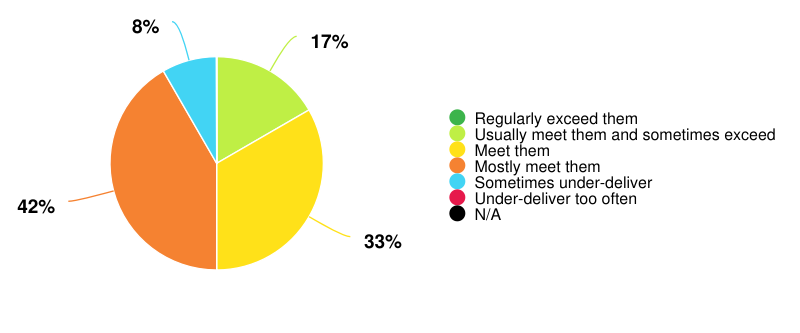 8%
17%
42%
33%
Regularly exceed them
Usually meet them and sometimes exceed
Meet them
Mostly meet them
Sometimes under-deliver
Under-deliver too often
N/A